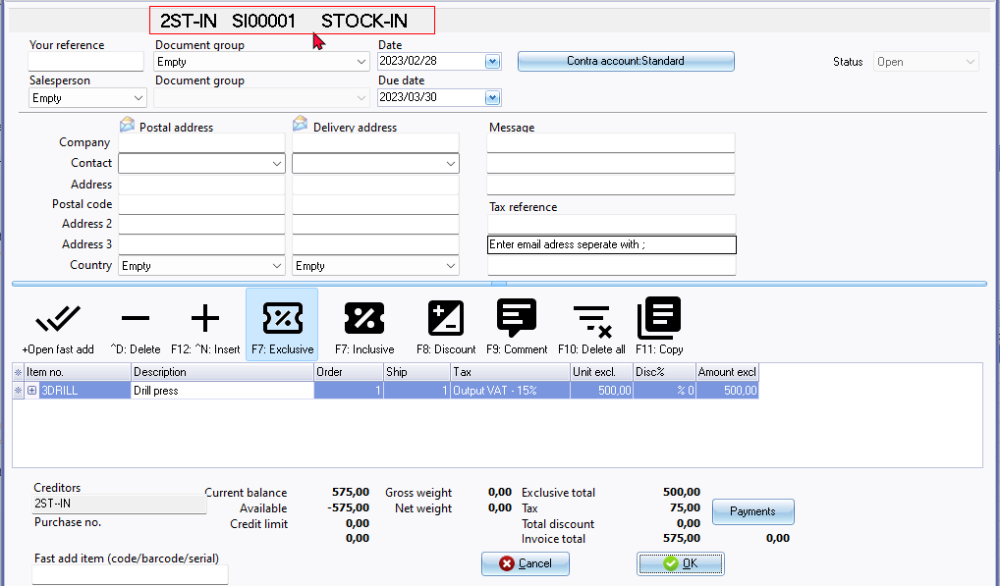 2ST-IN SI00001 STOCK-IN
Your reference Document group Date
Empty 2023/02/28 Contra account:Standard Status Open
Salesperson Document group Due date
Empty 2023/03/30
Postal address Delivery address Message
Company
Contact
Address
Postal code Tax reference
Address 2
Address 3 Enter email adress seperate with ;
Country Empty Empty
+Open fast add ^D: Delete F12: ^N: Insert F7: Exclusive F7: Inclusive F8: Discount F9: Comment F10: Delete all F11: Copy
Item no. Description Order Ship Tax Unit excl. Disc% Amount excl
3DRILL Drill press 1 1 Output VAT - 15% 500,00 % 0 500,00
Creditors Current balance 575,00 Gross weight 0,00 Exclusive total 500,00
2ST--IN Available -575,00 Net weight 0,00 Tax 75,00 Payments
Purchase no. Credit limit 0,00 Total discount 0,00
0,00 Invoice total 575,00 0,00
Fast add item (code/barcode/serial) Cancel OK